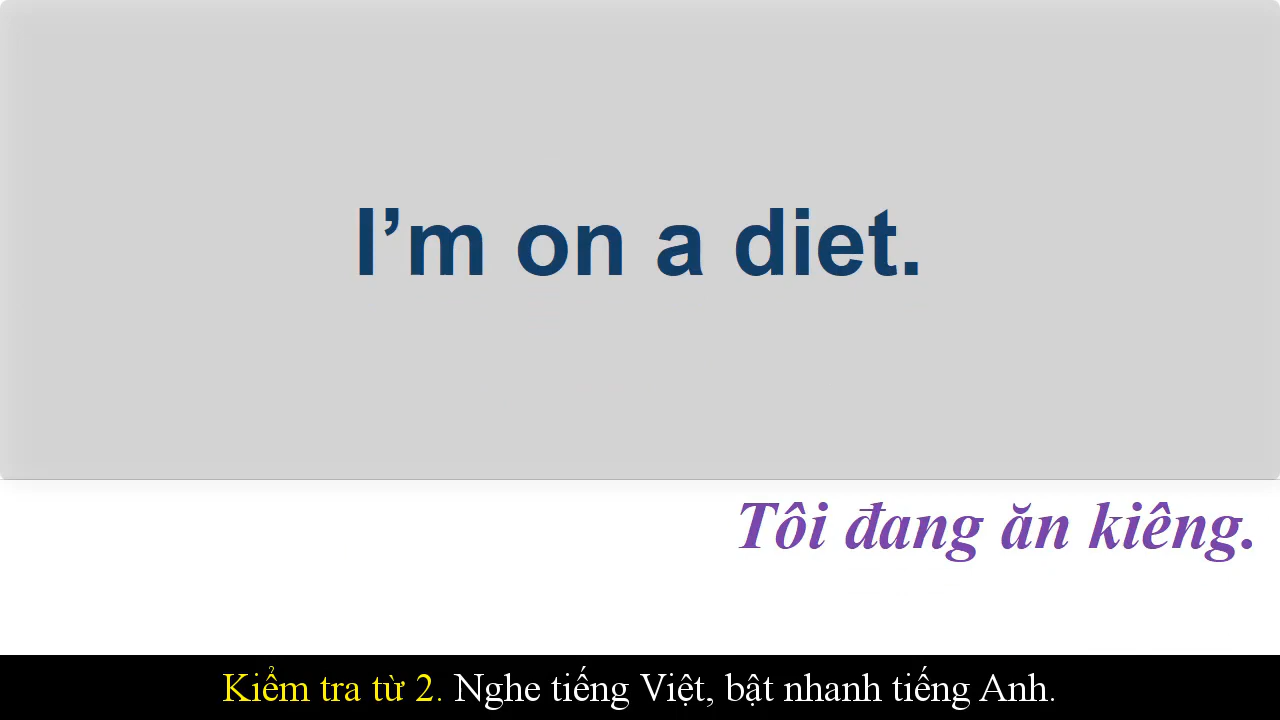 I’m on a diet.
Tôi đang ăn kiêng.
Kiểm tra từ 2. Nghe tiếng Việt, bật nhanh tiếng Anh.